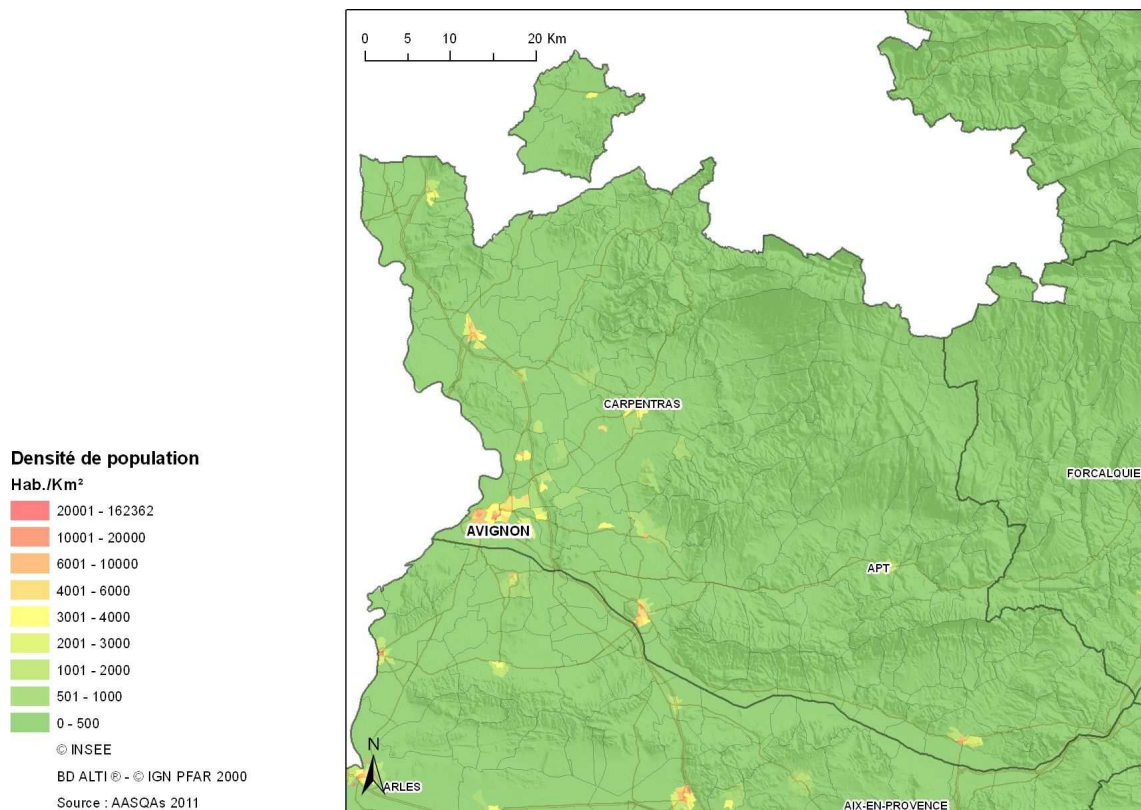 0 5 10 20 Km
CARPENTRAS
FORCALQUIE
AVIGNON
APT
N
ARLES
AIX-EN-PROVENCE
Densité de population
Hab./Km²
20001 - 162362
10001 - 20000
6001 - 10000
4001 - 6000
3001 - 4000
2001 - 3000
1001 - 2000
501 - 1000
0 - 500
© INSEE
BD ALTI ® - © IGN PFAR 2000
Source : AASQAs 2011